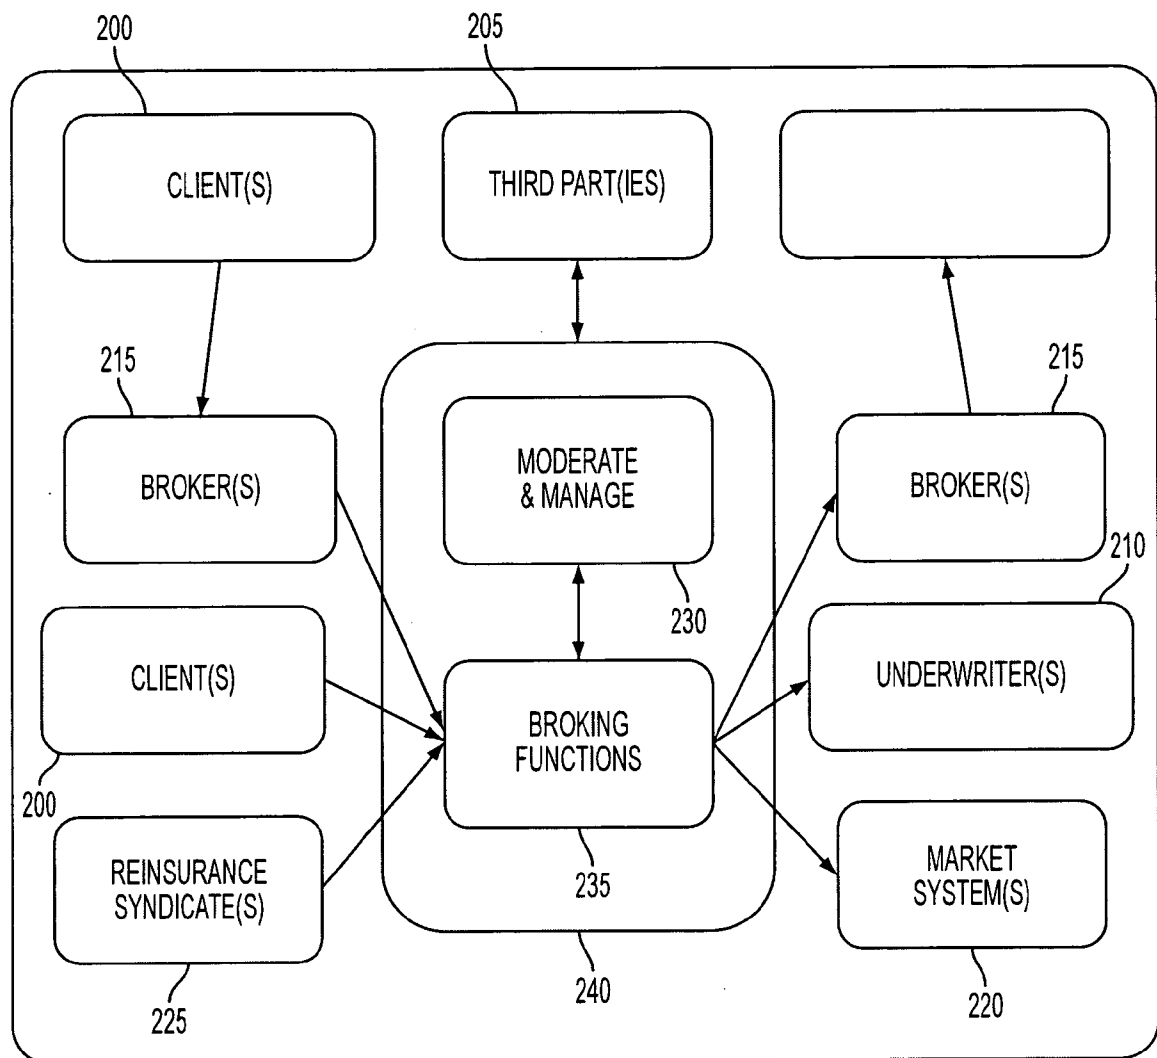 200
205
CLIENT(S)
THIRD PART(IES)
215
215
BROKER(S)
MODERATE
& MANAGE
BROKER(S)
210
230
CLIENT(S)
BROKING
FUNCTIONS
UNDERWRITER(S)
200
REINSURANCE
SYNDICATE(S)
235
MARKET
SYSTEM(S)
225
240
220